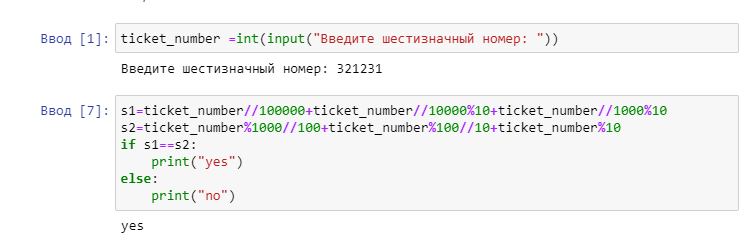 Ввод [1]: ticket_number =int(input("Введите шестизначный номер: "))
Введите шестизначный номер: 321231
Ввод [7]: s1=ticket_number//100000+ticket_number//10000%10+ticket_number//1000%10
s2=ticket_number%1000//100+ticket_number%100//10+ticket_number%10
if s1==s2:
    print("yes")
else:
    print("no")
yes